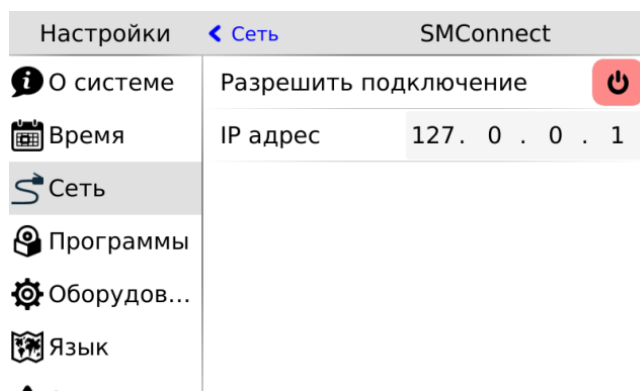 Настройки
Сеть
SMConnect
О системе
Разрешить подключение
Время
IP адрес
127. 0 . 0 . 1
Сеть
Программы
Оборудов...
Язык